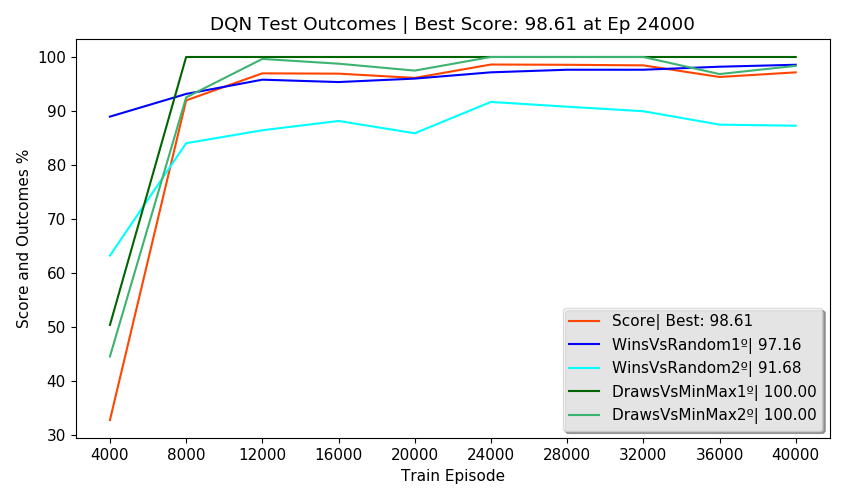 DQN Test Outcomes | Best Score: 98.61 at Ep 24000
Score and Outcomes %
100
90
80
70
60
50
40
30
Score| Best: 98.61
WinsVsRandom1º| 97.16
WinsVsRandom2º| 91.68
DrawsVsMinMax1º| 100.00
DrawsVsMinMax2º| 100.00
4000 8000 12000 16000 20000 24000 28000 32000 36000 40000
Train Episode